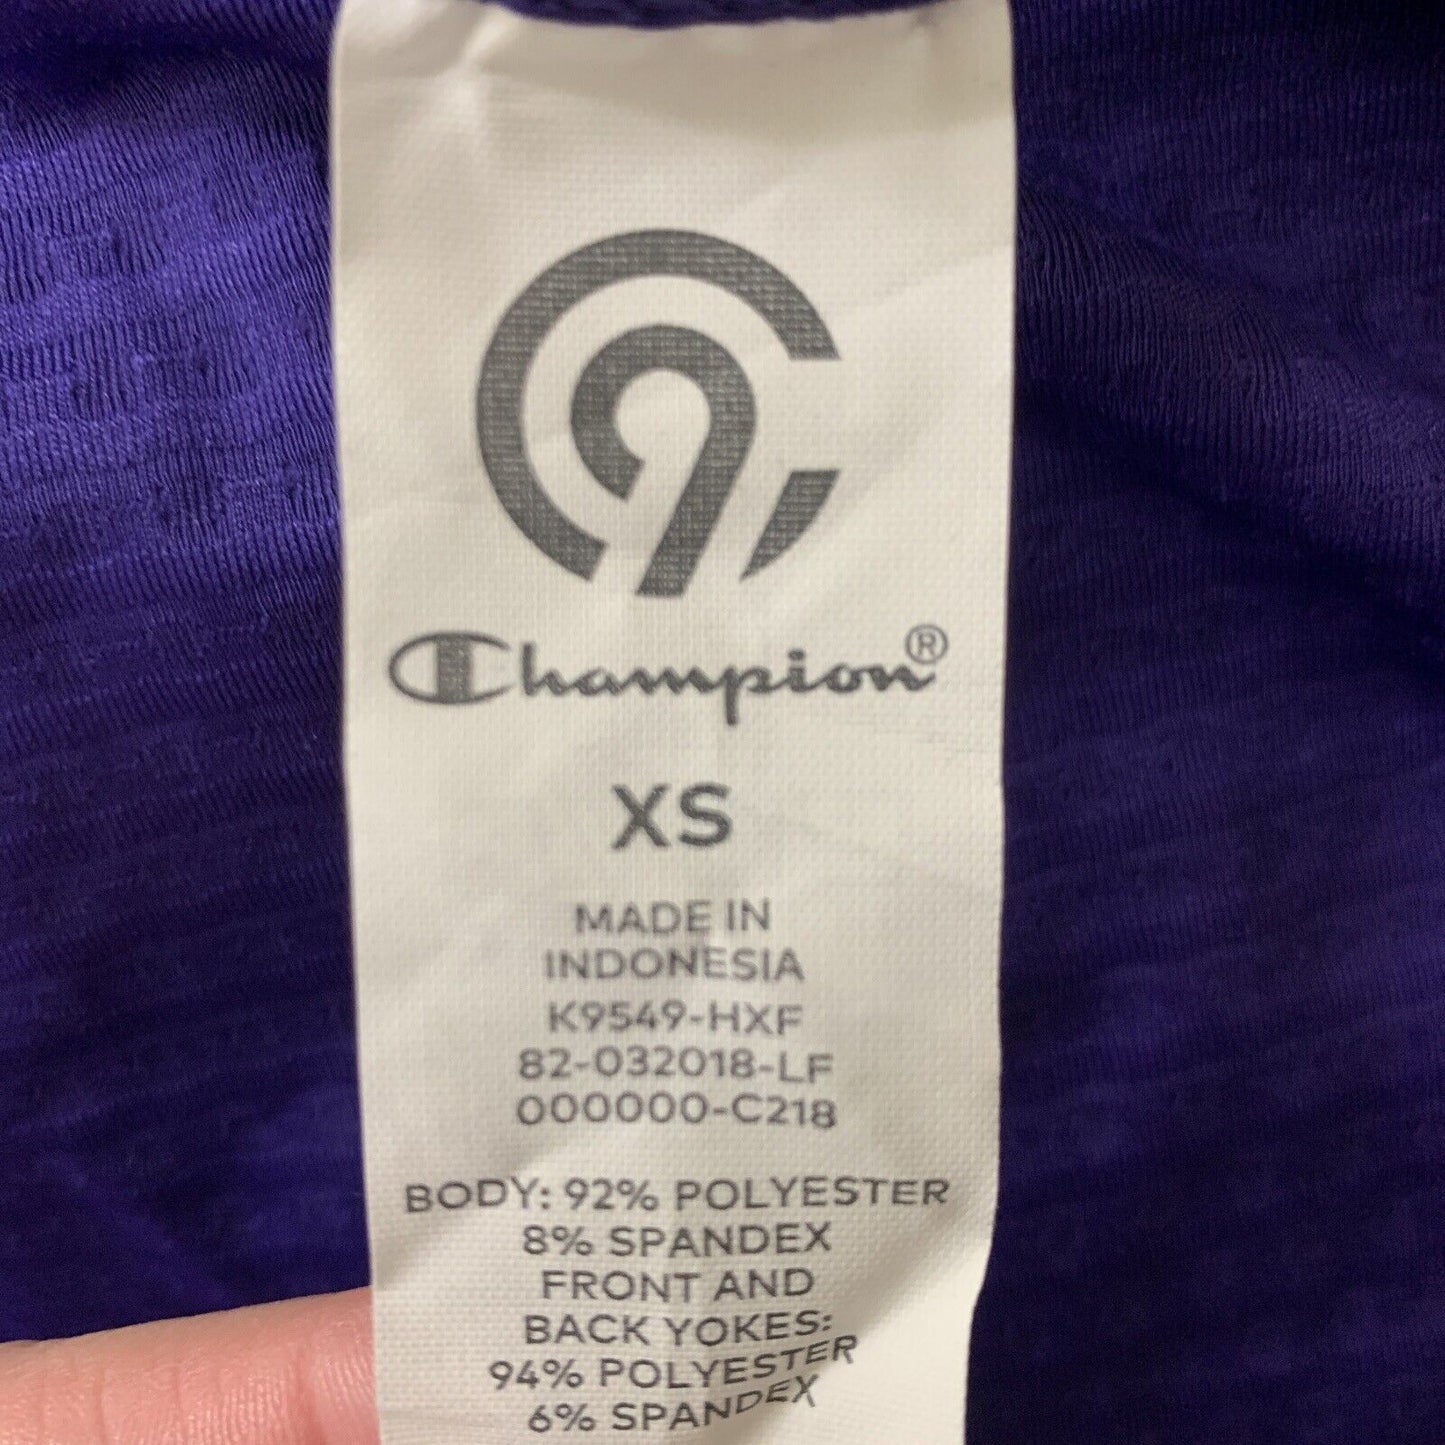 C9
Champion®
XS
MADE IN
INDONESIA
K9549-HXF
82-032018-LF
000000-C218
BODY: 92% POLYESTER
8% SPANDEX
FRONT AND
BACK YOKES:
94% POLYESTER
6% SPANDEX